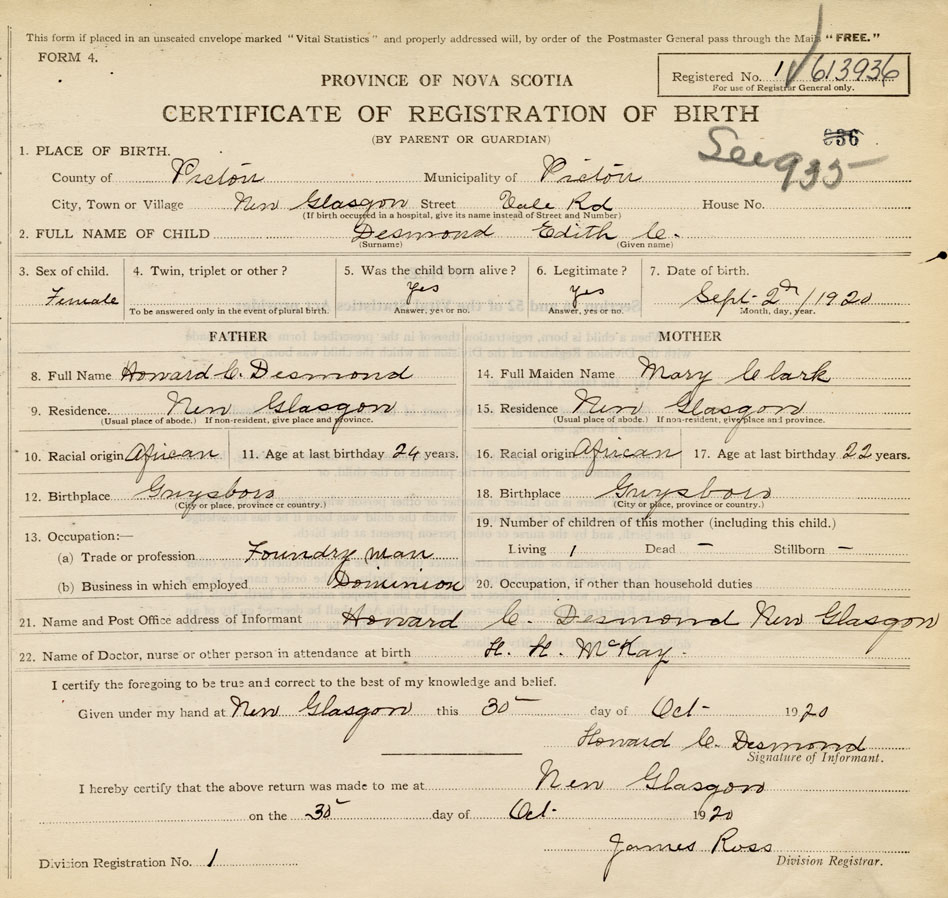 This form if placed in an unsealed envelope marked "Vital Statistics" and properly addressed will, by order of the Postmaster General pass through the Mails "FREE."
FORM 4.
PROVINCE OF NOVA SCOTIA
Registered No. 613936
For use of Registrar General only.
CERTIFICATE OF REGISTRATION OF BIRTH
(BY PARENT OR GUARDIAN)
936
See 935
1. PLACE OF BIRTH.
County of Pictou Municipality of Pictou
City, Town or Village New Glasgow Street Vale Rd House No.
(If birth occurred in a hospital, give its name instead of Street and Number)
2. FULL NAME OF CHILD Desmond Edith C.
(Surname) (Given name)
3. Sex of child. 4. Twin, triplet or other? 5. Was the child born alive? 6. Legitimate? 7. Date of birth.
Female Yes Yes Sept. 2nd/1920
To be answered only in the event of plural birth. Answer, yes or no. Answer, yes or no. Month, day, year.
FATHER MOTHER
8. Full Name Howard C. Desmond 14. Full Maiden Name Mary Clark
9. Residence. New Glasgow 15. Residence New Glasgow
(Usual place of abode.) If non-resident, give place and province. (Usual place of abode.) If non-resident, give place and province.
10. Racial origin African 11. Age at last birthday 24 years. 16. Racial origin African 17. Age at last birthday 22 years.
12. Birthplace Guysboro 18. Birthplace Guysboro
(City or place, province or country.) (City or place, province or country.)
13. Occupation:— 19. Number of children of this mother (including this child.)
(a) Trade or profession Foundry man Living 1 Dead — Stillborn —
(b) Business in which employed Dominion 20. Occupation, if other than household duties
21. Name and Post Office address of Informant Howard C. Desmond New Glasgow
22. Name of Doctor, nurse or other person in attendance at birth H. H. McKay.
I certify the foregoing to be true and correct to the best of my knowledge and belief.
Given under my hand at New Glasgow this day of Oct. 1920
Howard C. Desmond
Signature of Informant.
I hereby certify that the above return was made to me at New Glasgow
on the day of Oct. 1920
James Ross
Division Registration No. 1 Division Registrar.